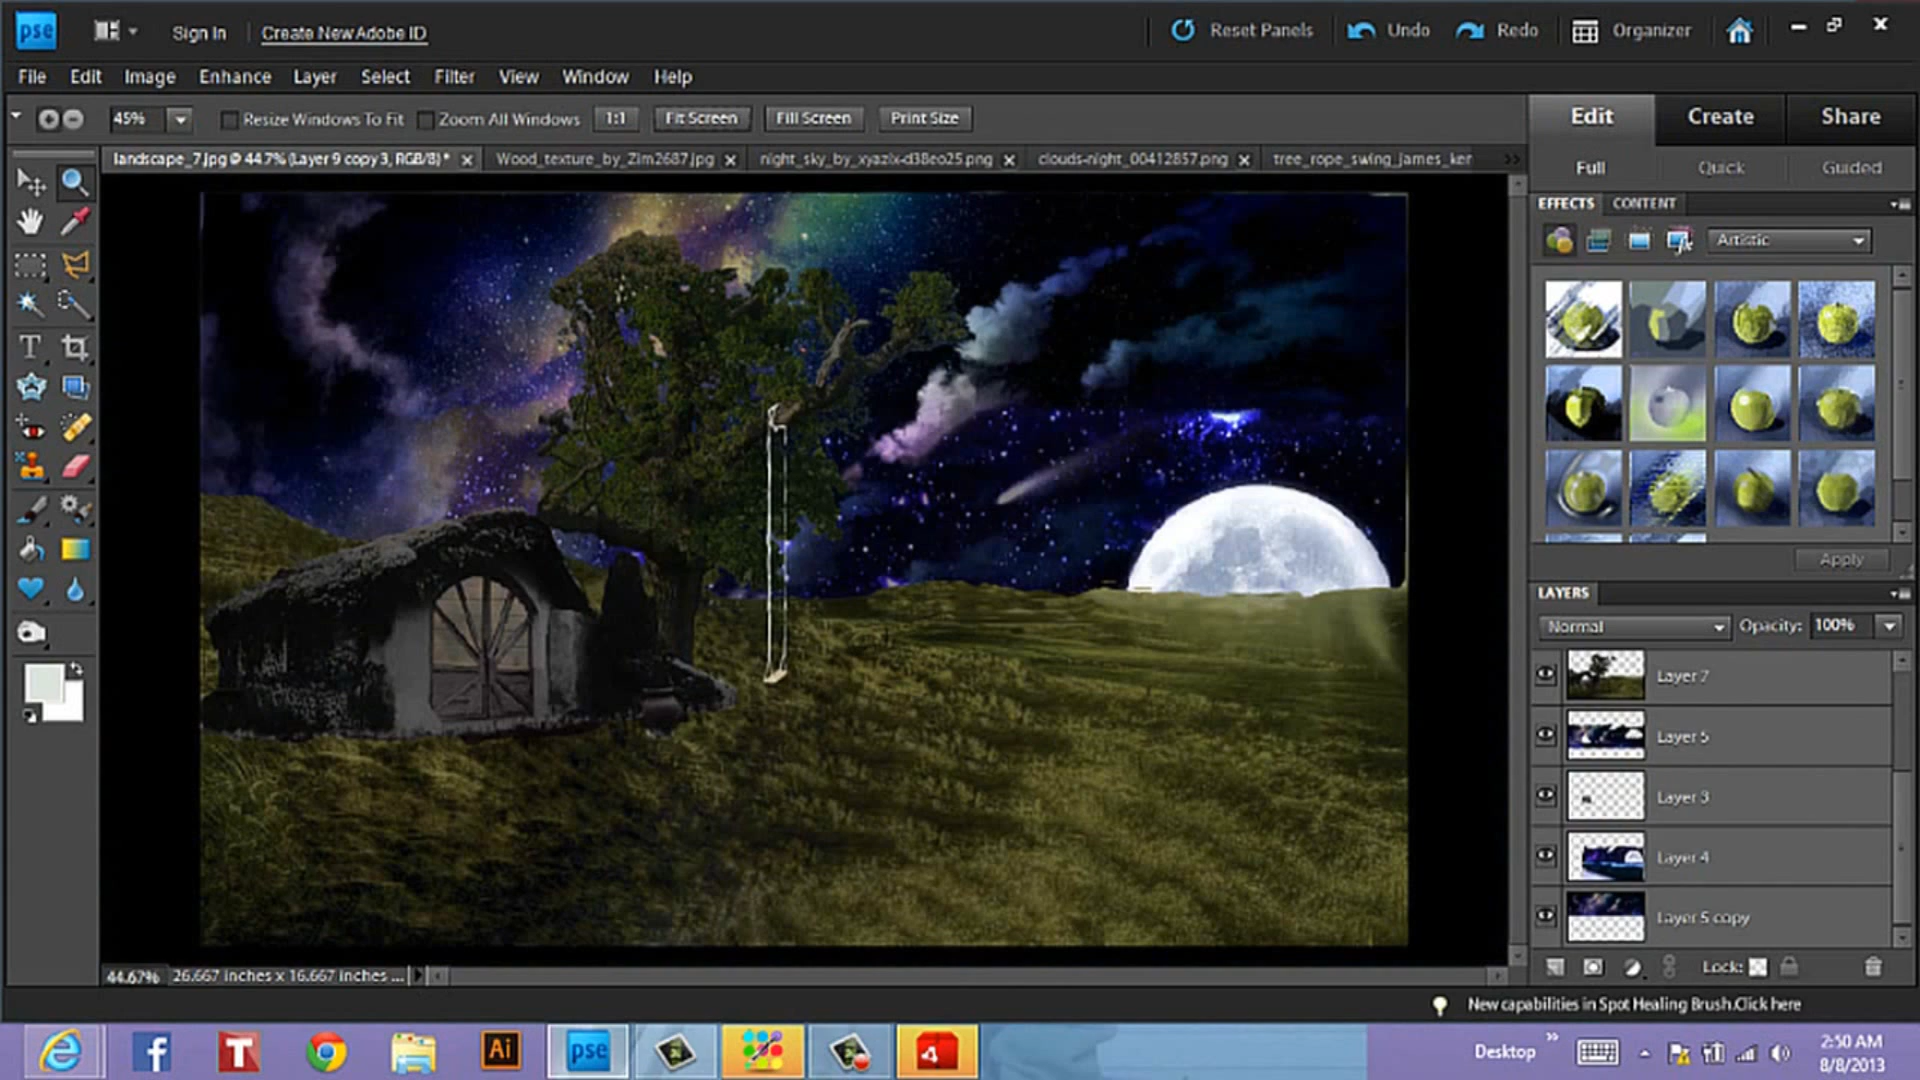 pse Sign In Create New Adobe ID Reset Panels Undo Redo Organizer
File Edit Image Enhance Layer Select Filter View Window Help
45% Resize Windows To Fit Zoom All Windows 1:1 Fit Screen Fill Screen Print Size
Edit Create Share
landscape_7.jpg @ 44.7% (Layer 9 copy 3, RGB/8) * Wood_texture_by_Zim2687.jpg night_sky_by_xyazix-d38eo25.png clouds-night_00412857.png tree_rope_swing_james_ker
Full Quick Guided
EFFECTS CONTENT
Artistic
Apply
LAYERS
Normal Opacity: 100%
Layer 7
Layer 5
Layer 3
Layer 4
Layer 5 copy
44.67% 26.667 inches x 16.667 inches ...
Lock:
New capabilities in Spot Healing Brush.Click here
f T Ai pse 4 Desktop
2:50 AM
8/8/2013